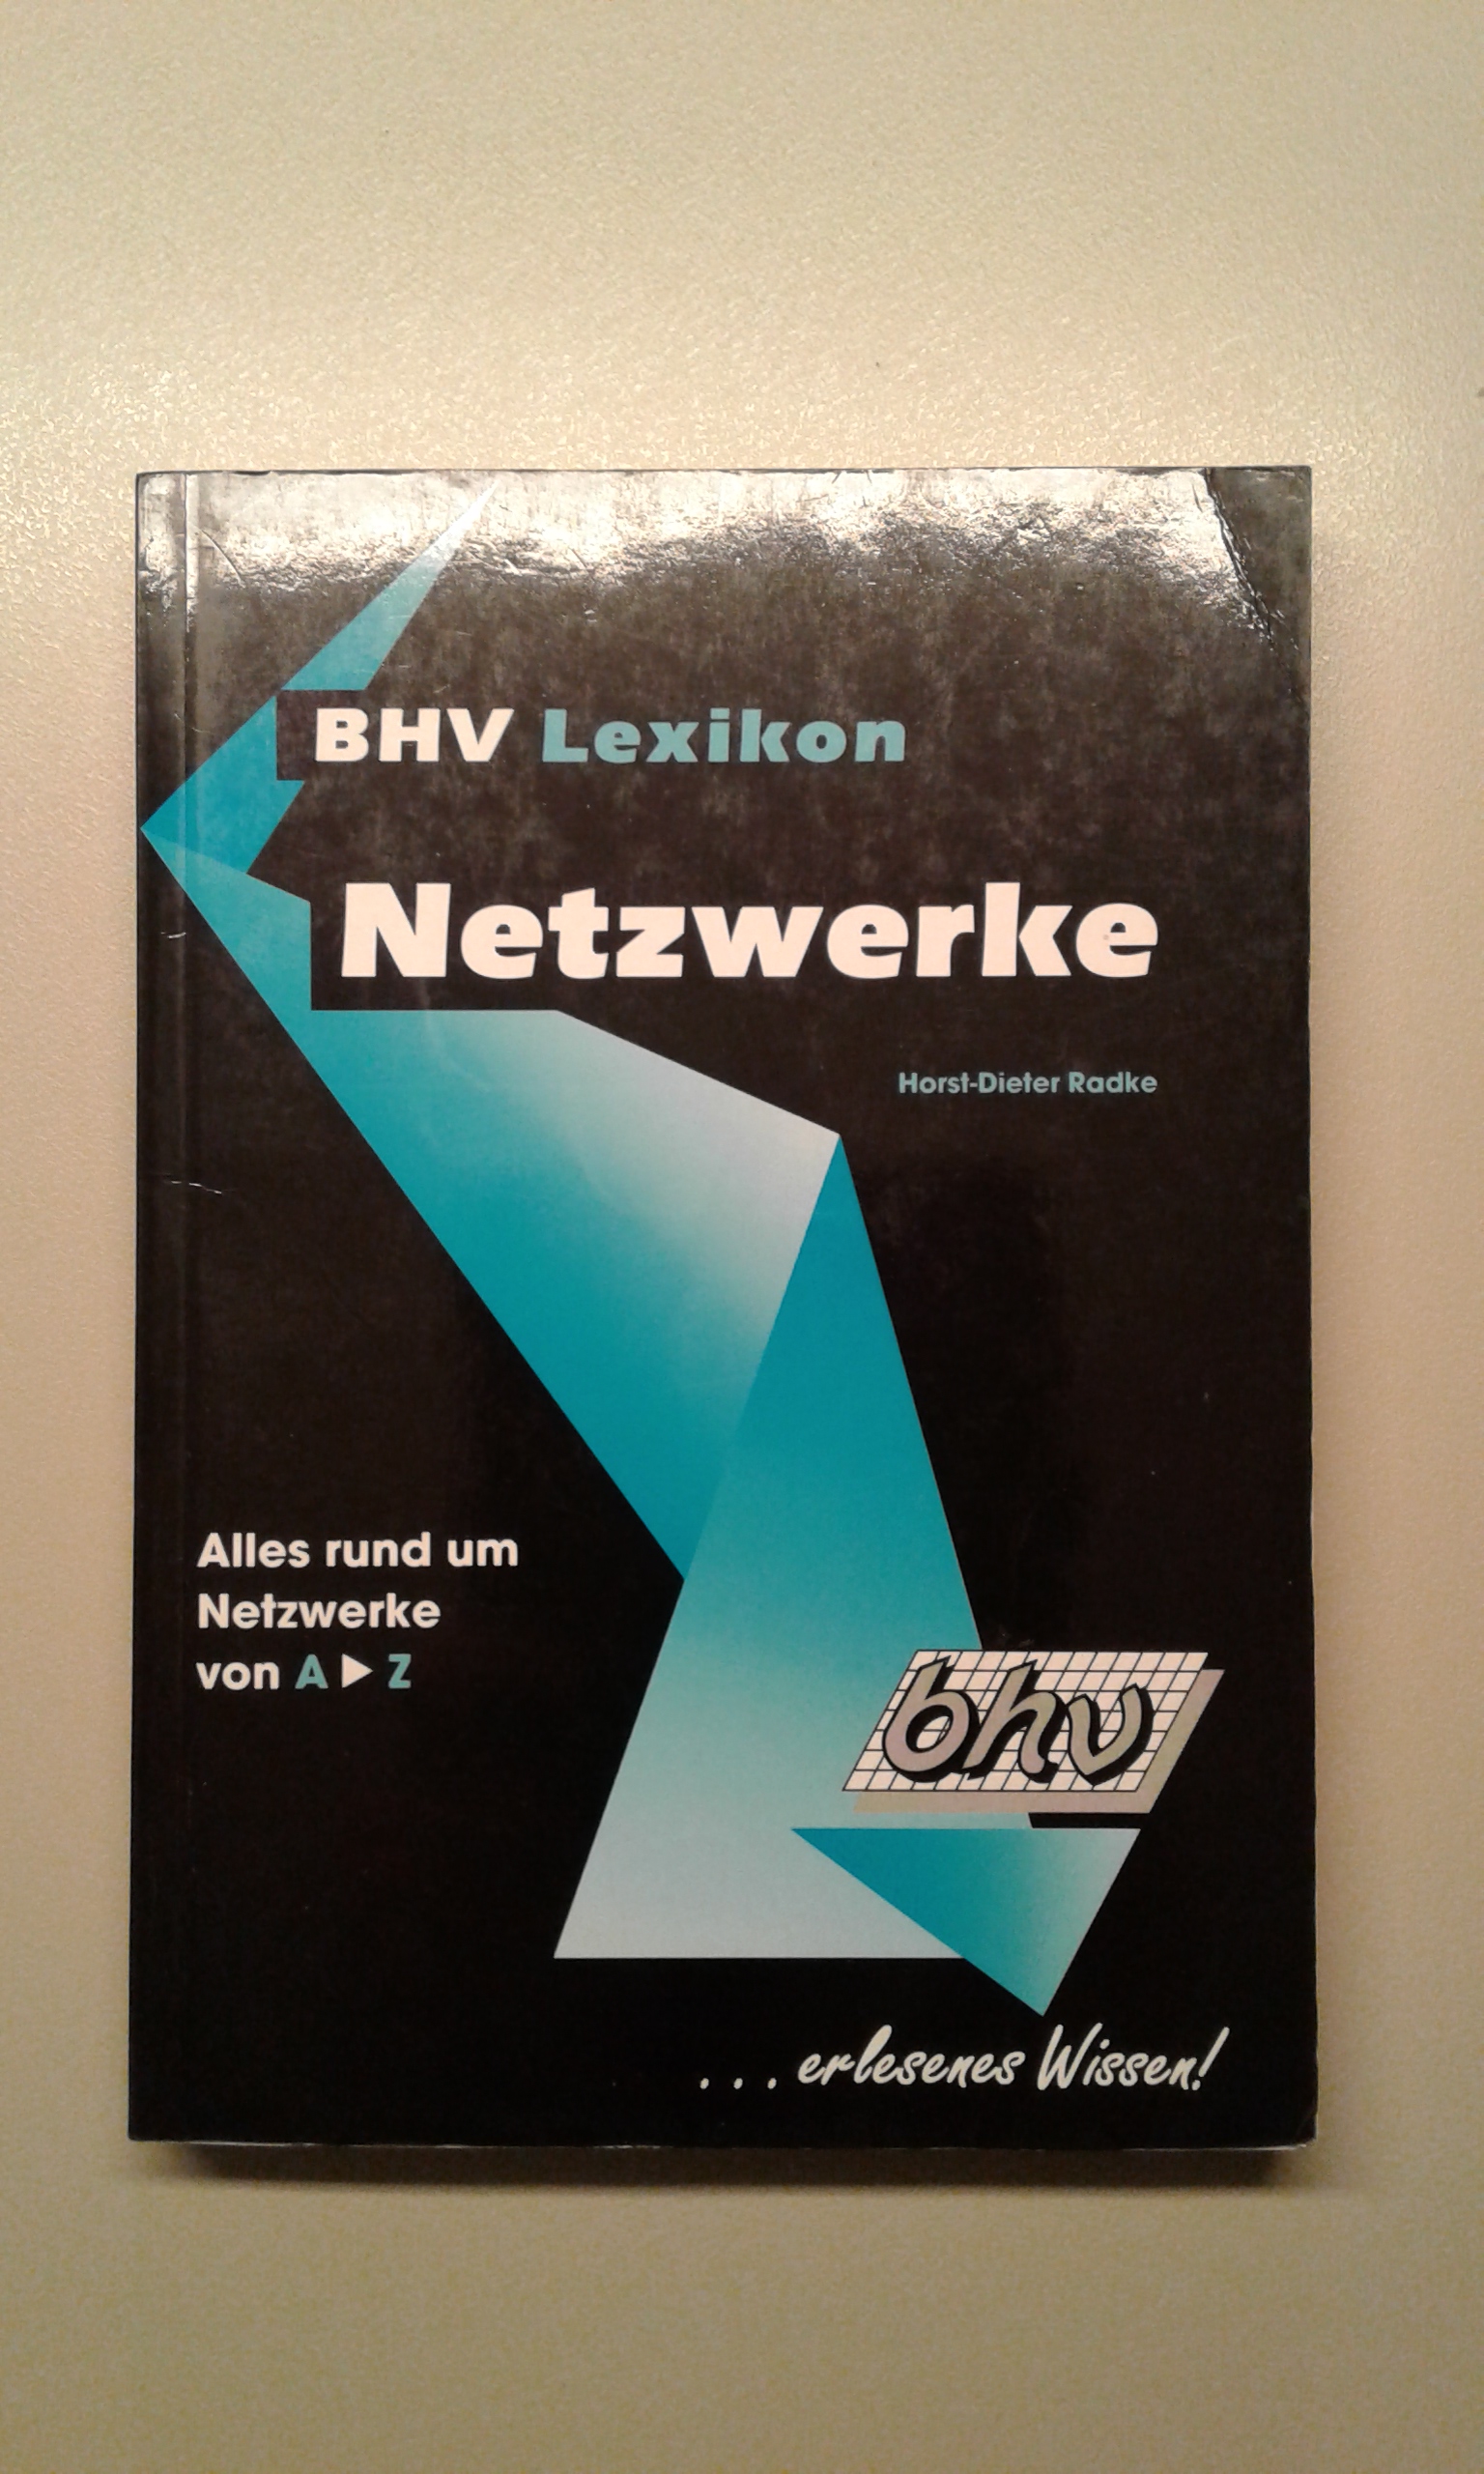 BHV Lexikon
Netzwerke
Horst-Dieter Radke
Alles rund um
Netzwerke
von A ▶ Z
bhv
...erlesenes Wissen!